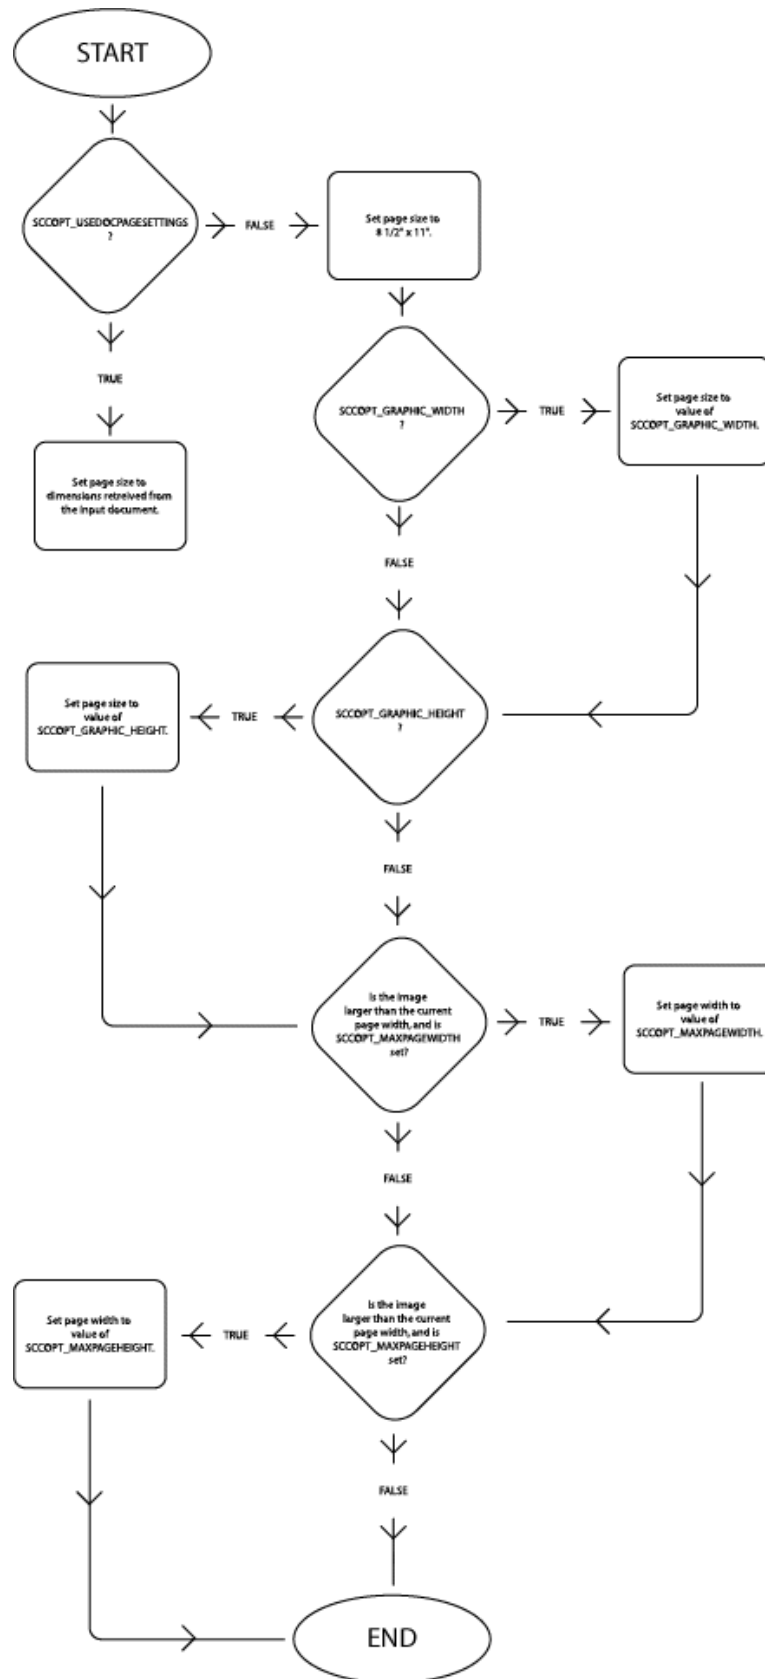 START
SCCOPT_USEDOCPAGESETTINGS
?
FALSE
Set page size to
8 1/2" x 11".
TRUE
Set page size to
dimensions retreived from
the input document.
SCCOPT_GRAPHIC_WIDTH
?
TRUE
Set page size to
value of
SCCOPT_GRAPHIC_WIDTH.
FALSE
SCCOPT_GRAPHIC_HEIGHT
?
TRUE
Set page size to
value of
SCCOPT_GRAPHIC_HEIGHT.
FALSE
Is the image
larger than the current
page width, and is
SCCOPT_MAXPAGEWIDTH
set?
TRUE
Set page width to
value of
SCCOPT_MAXPAGEWIDTH.
FALSE
Is the image
larger than the current
page width, and is
SCCOPT_MAXPAGEHEIGHT
set?
TRUE
Set page width to
value of
SCCOPT_MAXPAGEHEIGHT.
FALSE
END